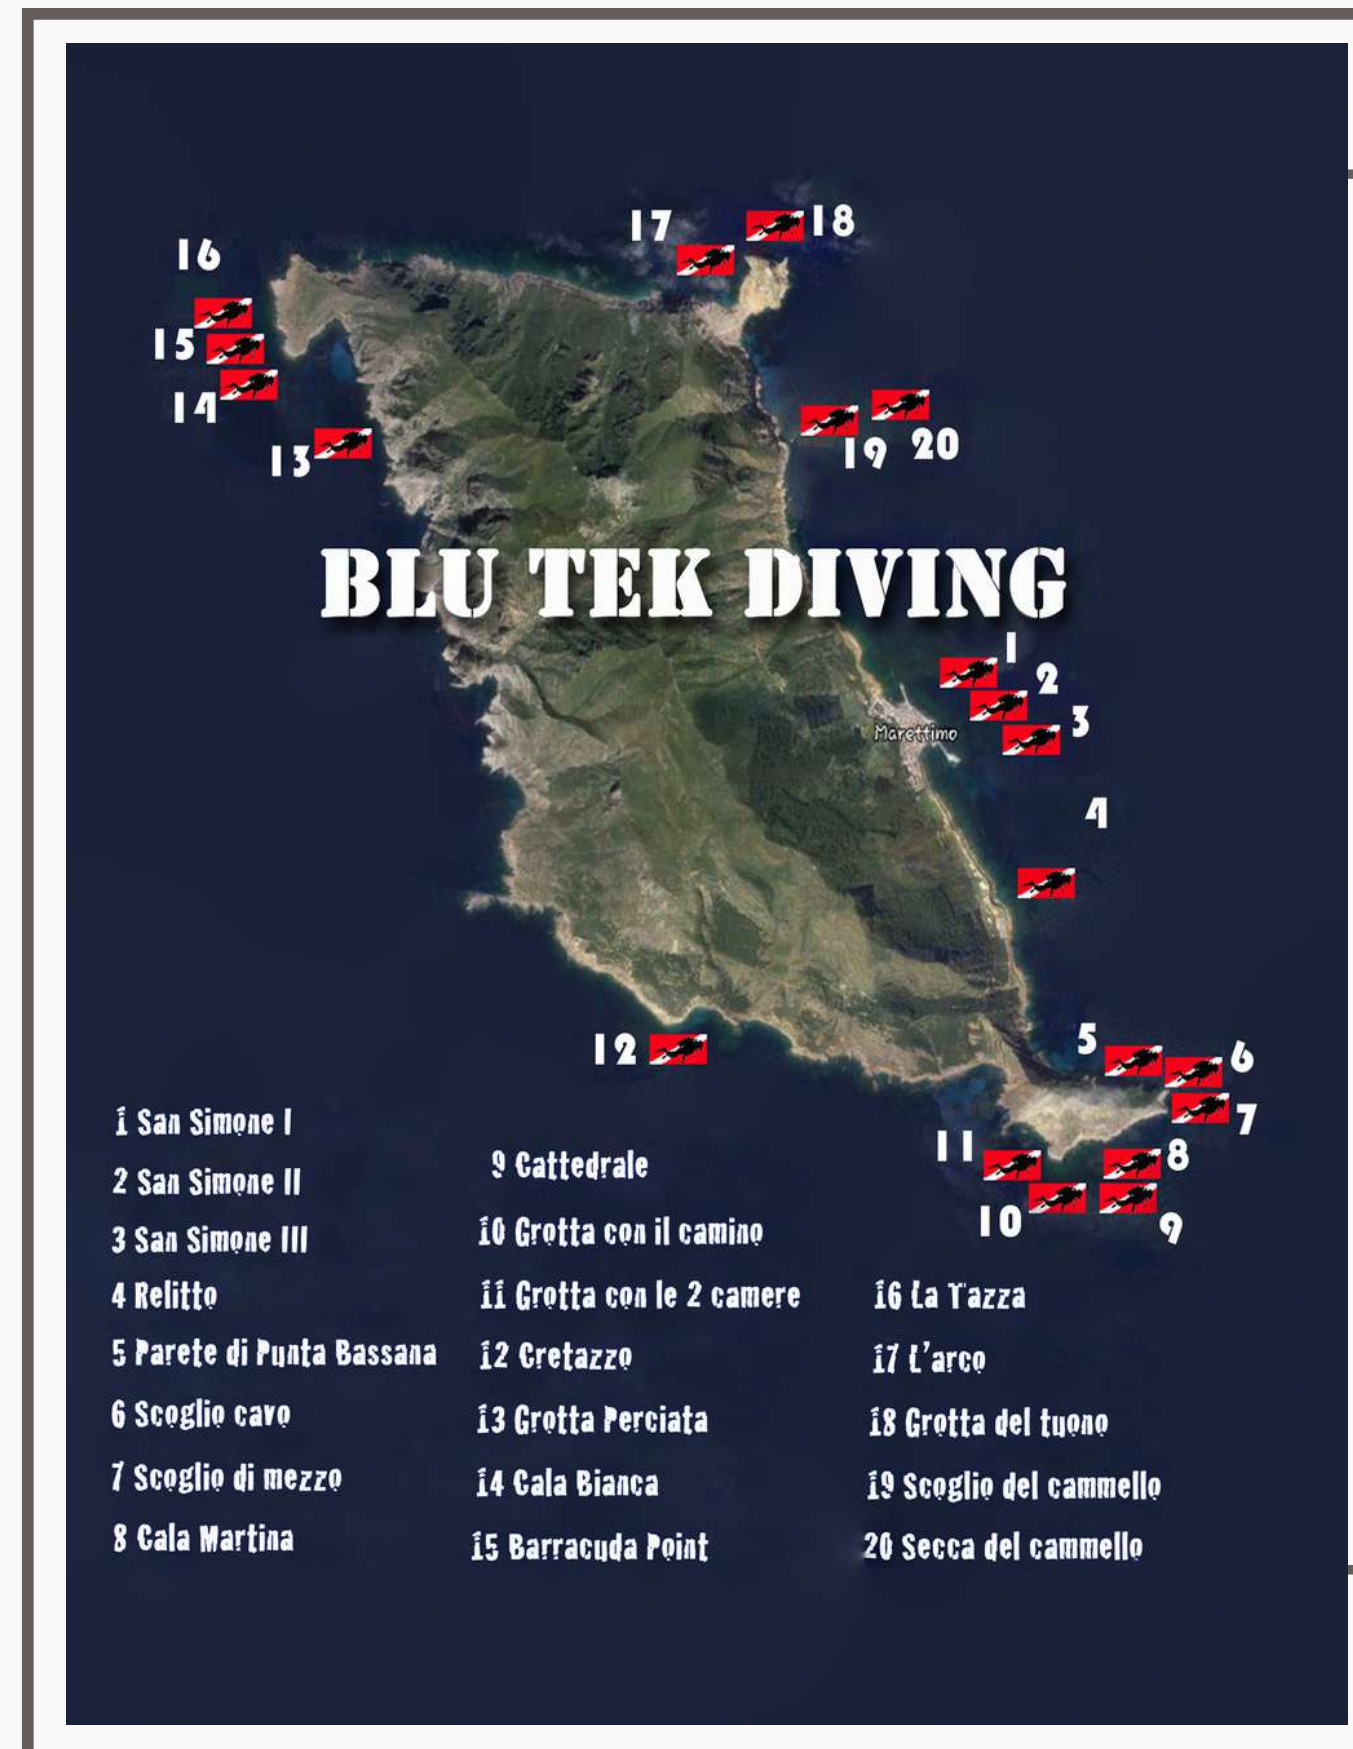 17
18
16
15
14
13
19
20
BLU TEK DIVING
1
2
3
Marettimo
4
12
5
6
7
11
8
10
9
1 San Simone I
2 San Simone II
3 San Simone III
4 Relitto
5 Parete di Punta Bassana
6 Scoglio cavo
7 Scoglio di mezzo
8 Cala Martina
9 Cattedrale
10 Grotta con il camino
11 Grotta con le 2 camere
12 Cretazzo
13 Grotta Perciata
14 Cala Bianca
15 Barracuda Point
16 La Tazza
17 L'arco
18 Grotta del tuono
19 Scoglio del cammello
20 Secca del cammello